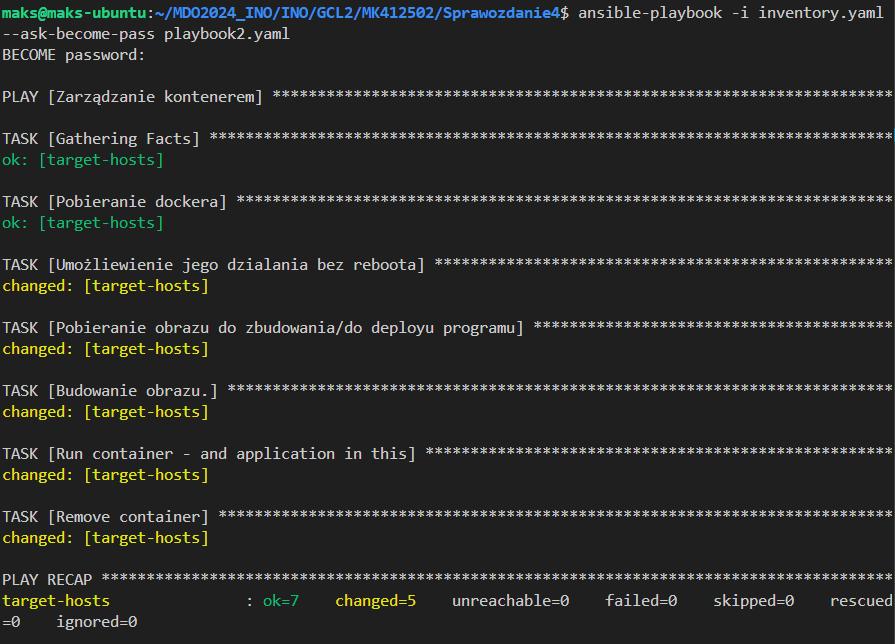 maks@maks-ubuntu:~/MDO2024_INO/INO/GCL2/MK412502/Sprawozdanie4$ ansible-playbook -i inventory.yaml
--ask-become-pass playbook2.yaml
BECOME password:
PLAY [Zarządzanie kontenerem] *********************************************************************
TASK [Gathering Facts] ****************************************************************************
ok: [target-hosts]
TASK [Pobieranie dockera] *************************************************************************
ok: [target-hosts]
TASK [Umożliewienie jego dzialania bez reboota] ***************************************************
changed: [target-hosts]
TASK [Pobieranie obrazu do zbudowania/do deployu programu] ****************************************
changed: [target-hosts]
TASK [Budowanie obrazu.] **************************************************************************
changed: [target-hosts]
TASK [Run container - and application in this] ****************************************************
changed: [target-hosts]
TASK [Remove container] ***************************************************************************
changed: [target-hosts]
PLAY RECAP ****************************************************************************************
target-hosts               : ok=7    changed=5    unreachable=0    failed=0    skipped=0    rescued
=0    ignored=0